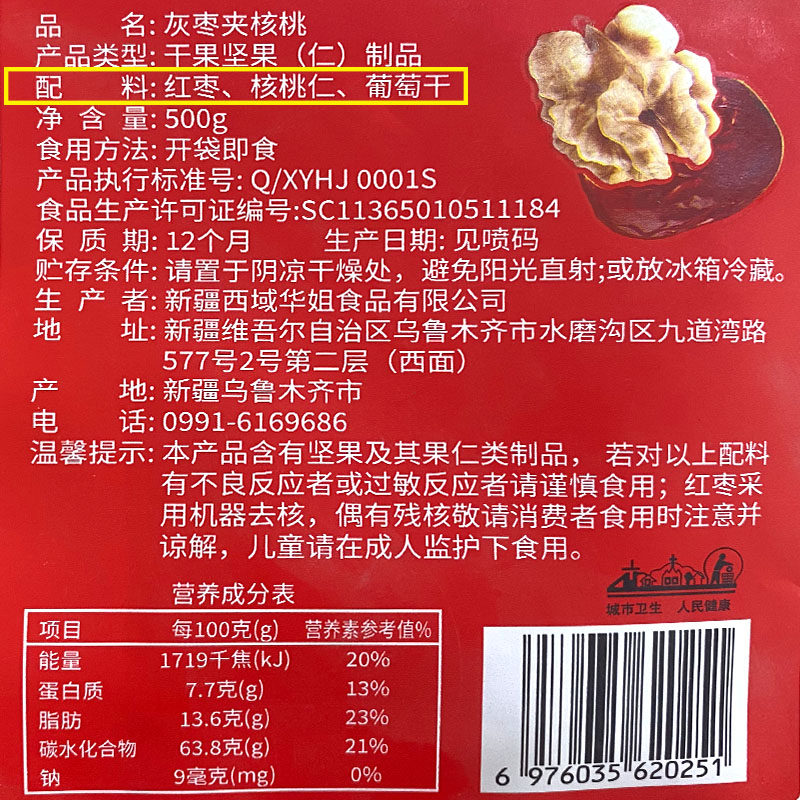 品 名: 灰枣夹核桃
产品类型: 干果坚果（仁）制品
配 料: 红枣、核桃仁、葡萄干
净 含 量: 500g
食用方法: 开袋即食
产品执行标准号: Q/XYHJ 0001S
食品生产许可证编号:SC11365010511184
保 质 期: 12个月 生产日期: 见喷码
贮存条件: 请置于阴凉干燥处，避免阳光直射;或放冰箱冷藏。
生 产 者: 新疆西域华姐食品有限公司
地 址: 新疆维吾尔自治区乌鲁木齐市水磨沟区九道湾路
577号2号第二层（西面）
产 地: 新疆乌鲁木齐市
电 话: 0991-6169686
温馨提示: 本产品含有坚果及其果仁类制品， 若对以上配料
有不良反应者或过敏反应者请谨慎食用；红枣采
用机器去核，偶有残核敬请消费者食用时注意并
谅解，儿童请在成人监护下食用。
城市卫生 人民健康
营养成分表
项目 每100克(g) 营养素参考值%
能量 1719千焦(kJ) 20%
蛋白质 7.7克(g) 13%
脂肪 13.6克(g) 23%
碳水化合物 63.8克(g) 21%
钠 9毫克(mg) 0%
6 976035 620251